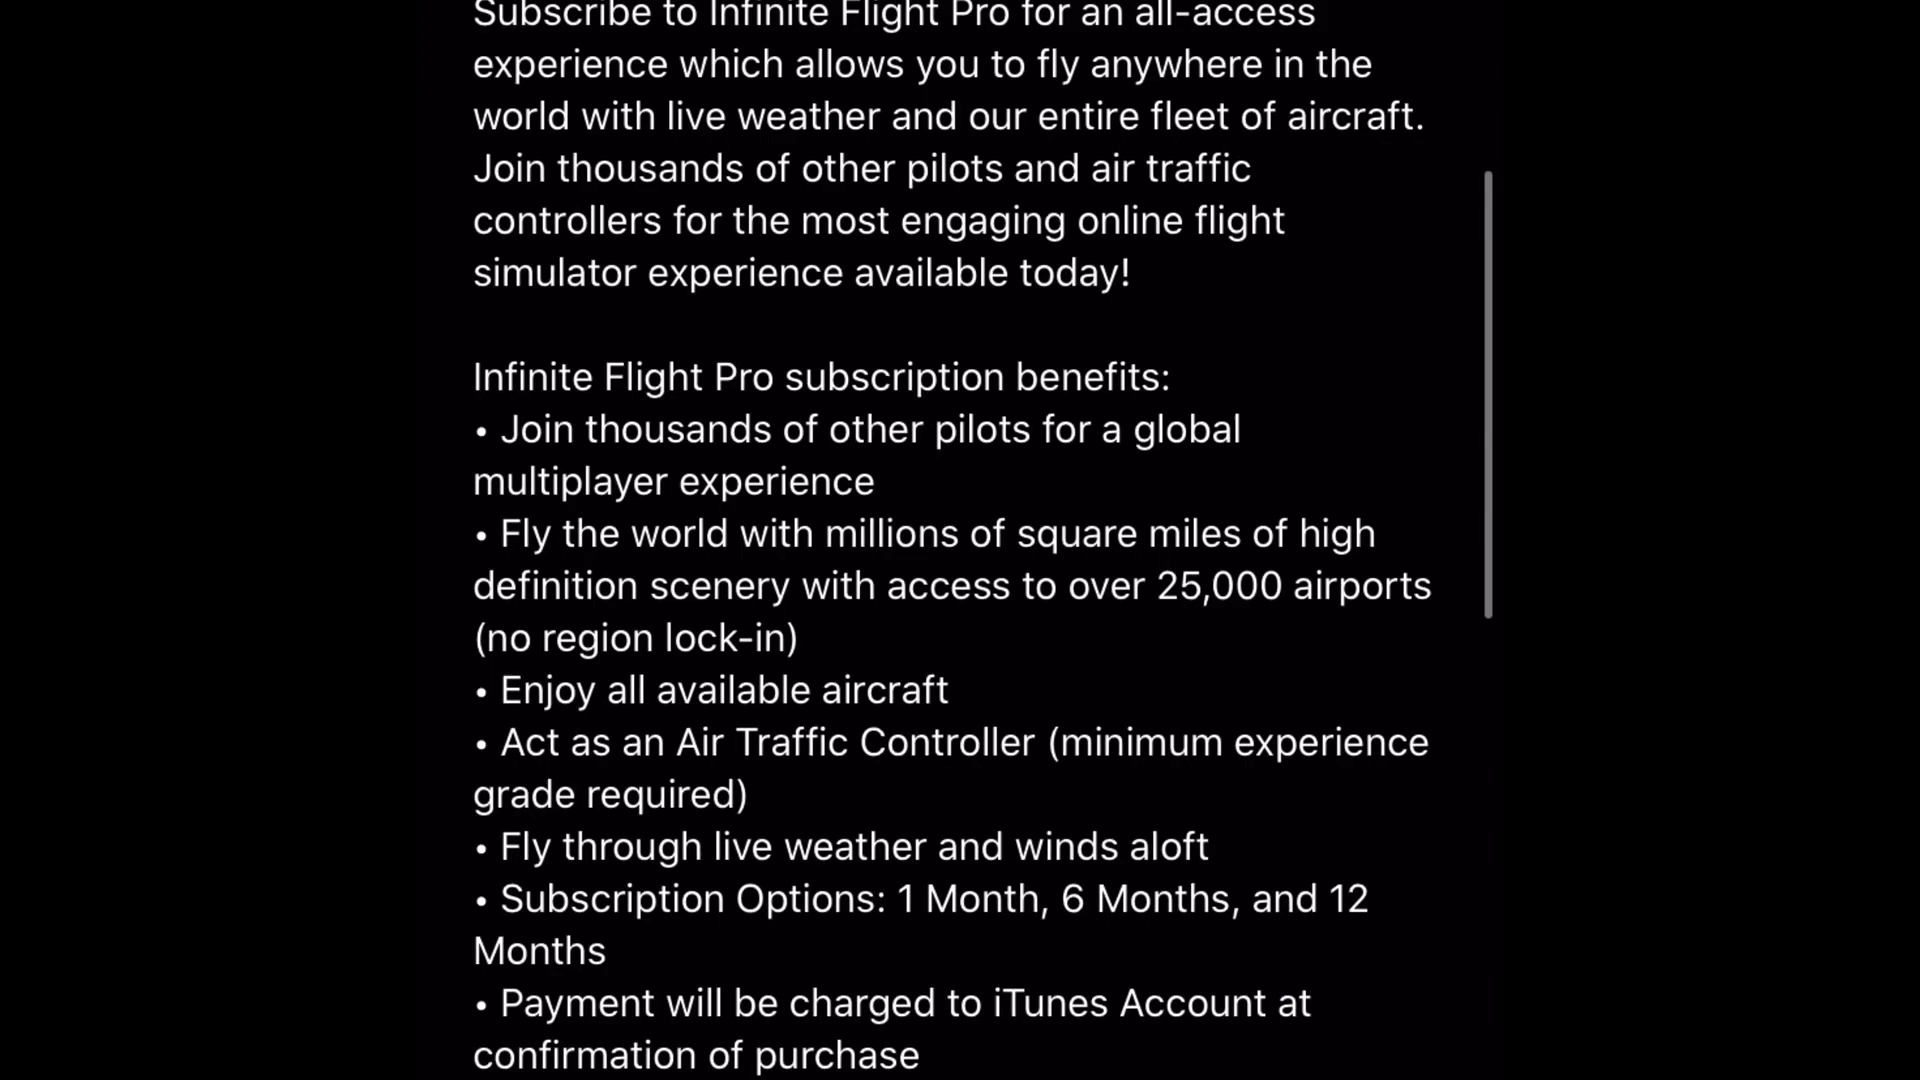 Subscribe to Infinite Flight Pro for an all-access
experience which allows you to fly anywhere in the
world with live weather and our entire fleet of aircraft.
Join thousands of other pilots and air traffic
controllers for the most engaging online flight
simulator experience available today!
Infinite Flight Pro subscription benefits:
• Join thousands of other pilots for a global
multiplayer experience
• Fly the world with millions of square miles of high
definition scenery with access to over 25,000 airports
(no region lock-in)
• Enjoy all available aircraft
• Act as an Air Traffic Controller (minimum experience
grade required)
• Fly through live weather and winds aloft
• Subscription Options: 1 Month, 6 Months, and 12
Months
• Payment will be charged to iTunes Account at
confirmation of purchase